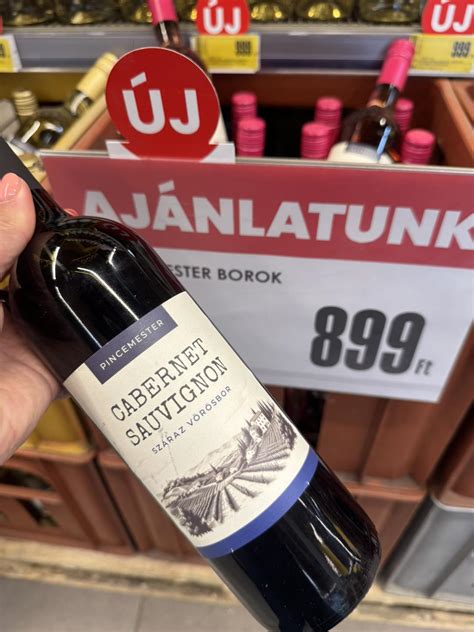 ÚJ
ÚJ
999
999
ÚJ
AJÁNLATUNK
ESTER BOROK
899 Ft
PINCEMESTER
CABERNET
SAUVIGNON
SZÁRAZ VÖRÖSBOR